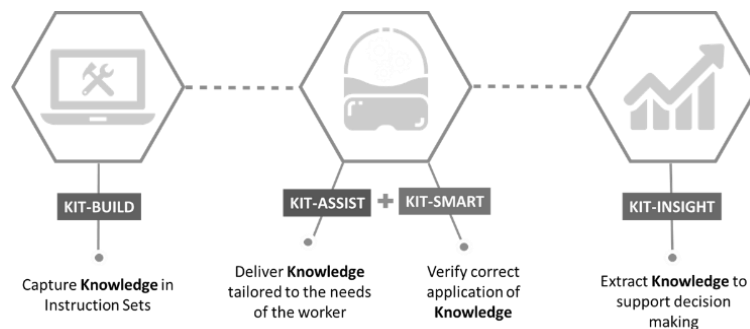 KIT-BUILD
KIT-ASSIST + KIT-SMART
KIT-INSIGHT
Capture Knowledge in
Instruction Sets
Deliver Knowledge
tailored to the needs
of the worker
Verify correct
application of
Knowledge
Extract Knowledge to
support decision
making